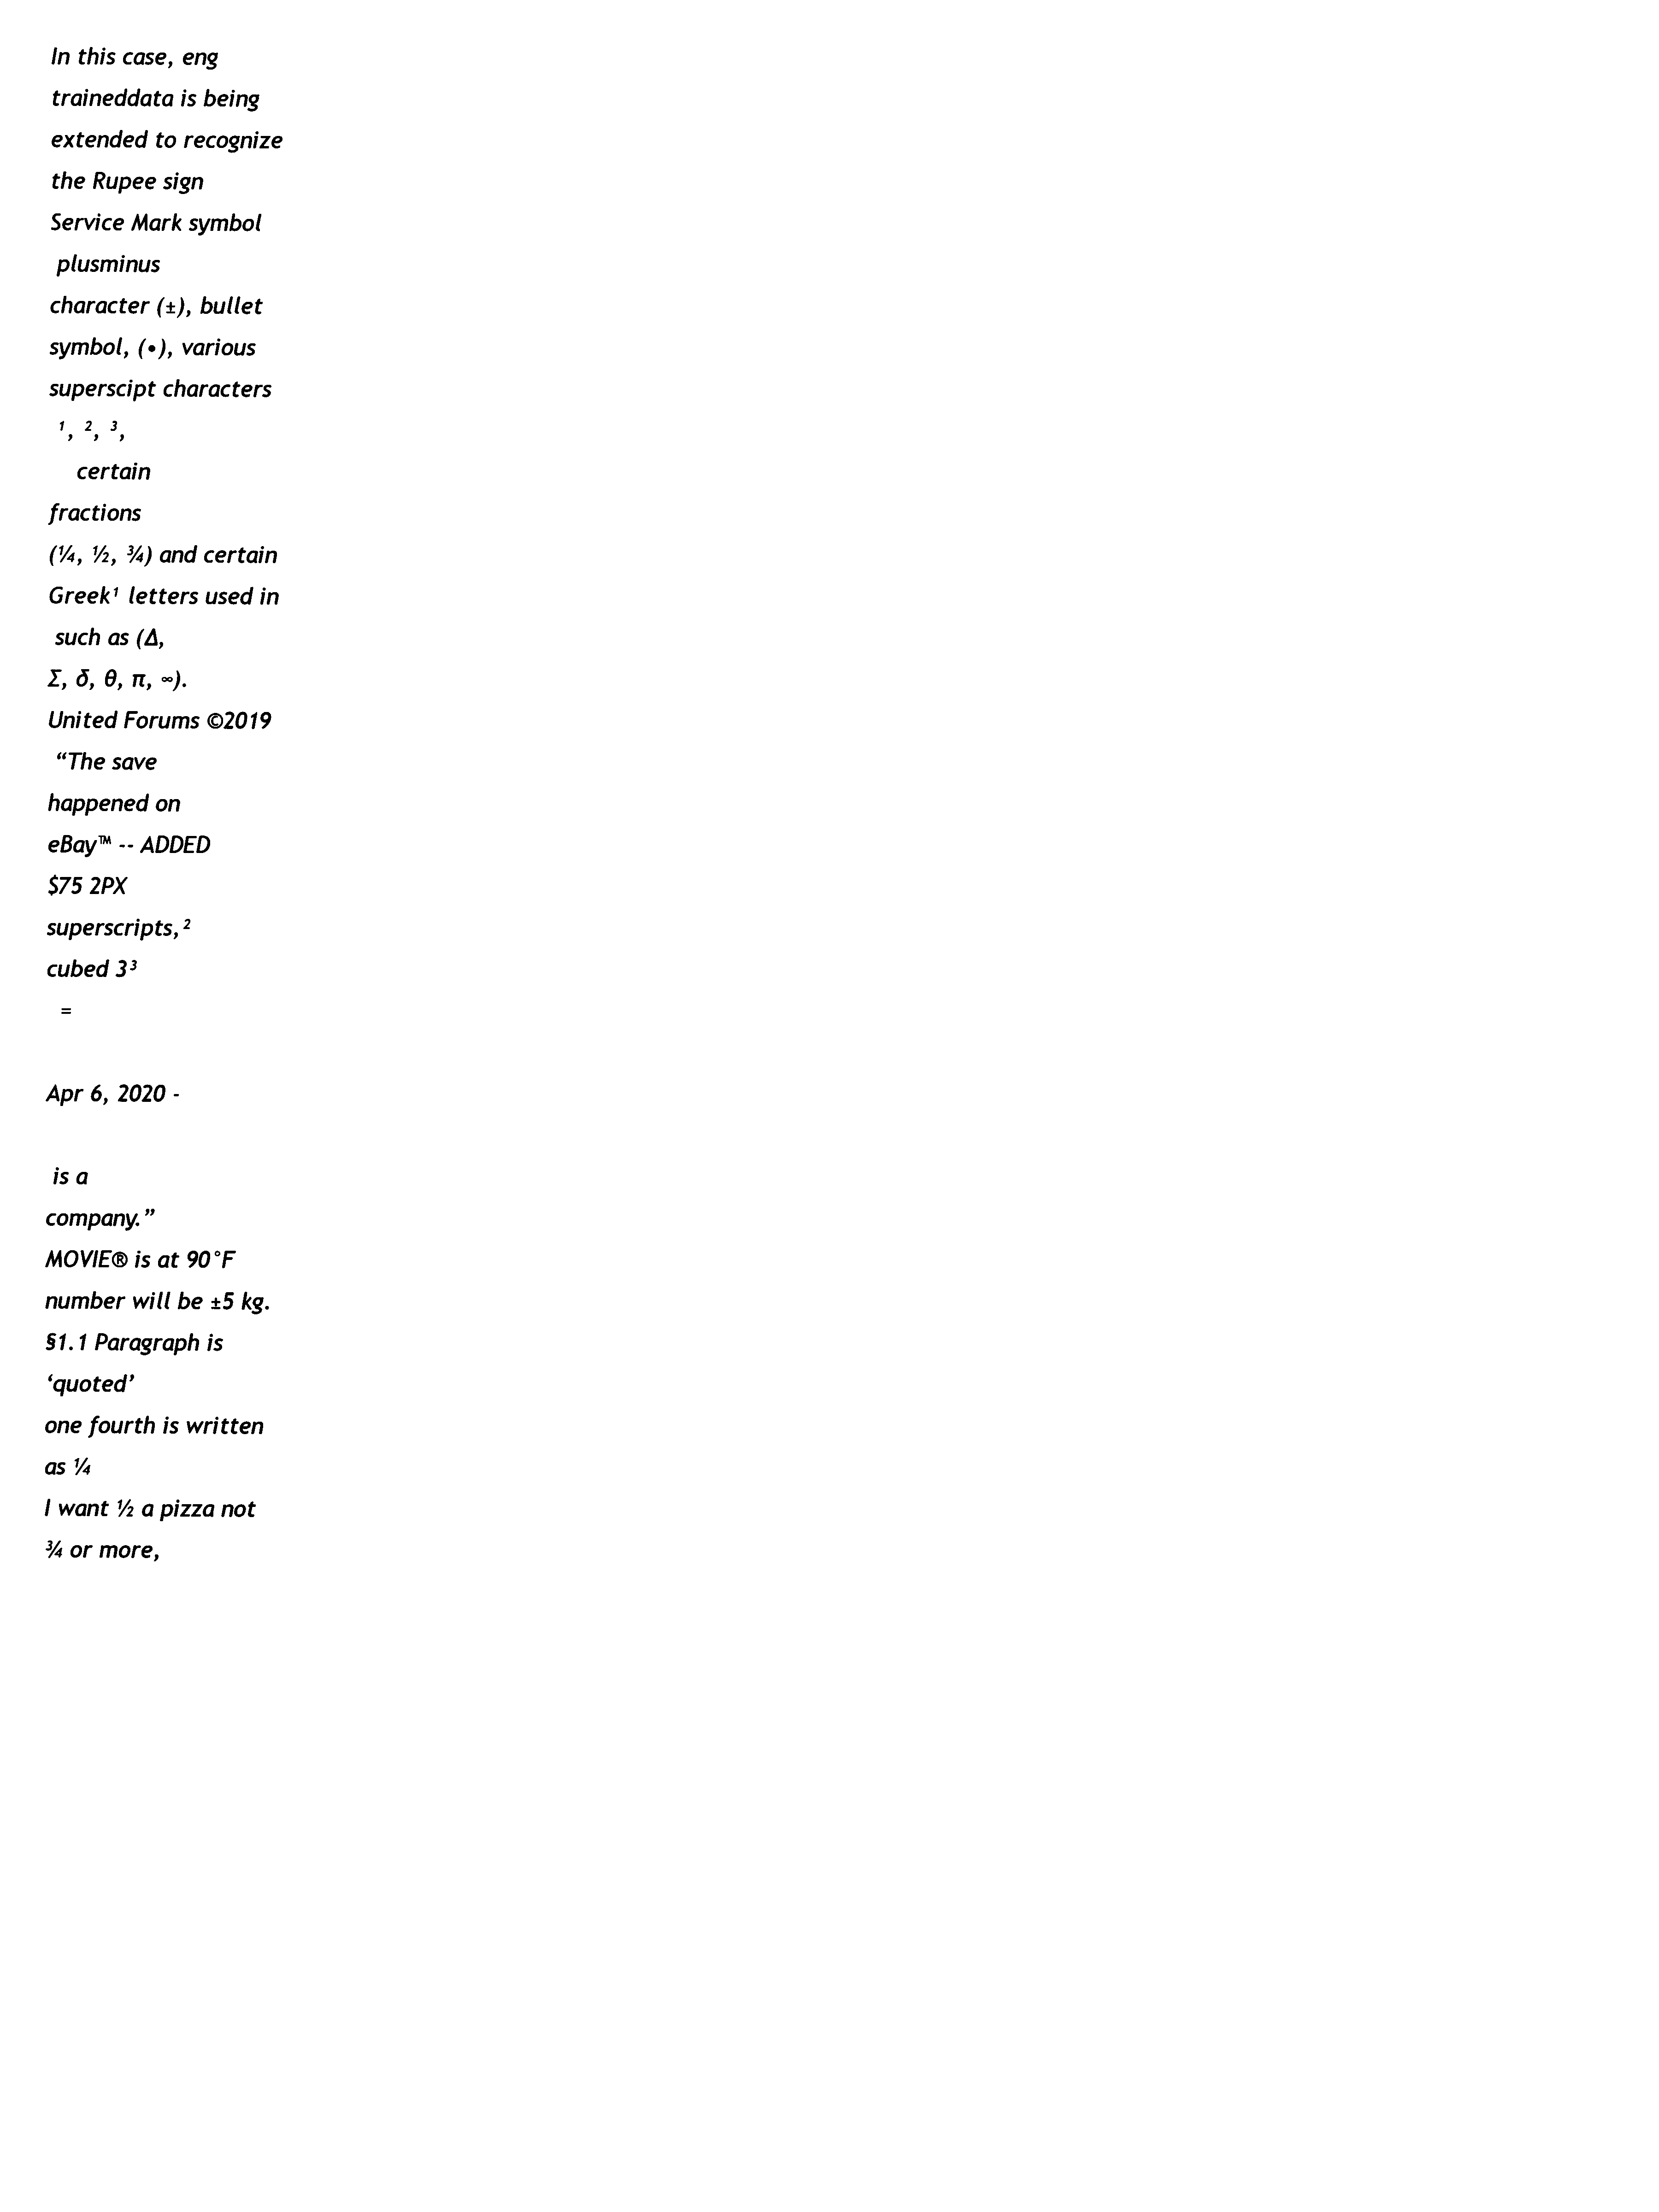 In this case, eng
traineddata is being
extended to recognize
the Rupee sign
Service Mark symbol
plusminus
character (±), bullet
symbol, (•), various
superscipt characters
¹, ², ³,
certain
fractions
(¼, ½, ¾) and certain
Greek¹ letters used in
such as (Δ,
Σ, δ, θ, π, ∞).
United Forums ©2019
“The save
happened on
eBay™ -- ADDED
$75 2PX
superscripts,²
cubed 3³
=
Apr 6, 2020 -
is a
company.”
MOVIE® is at 90°F
number will be ±5 kg.
§1.1 Paragraph is
‘quoted’
one fourth is written
as ¼
I want ½ a pizza not
¾ or more,